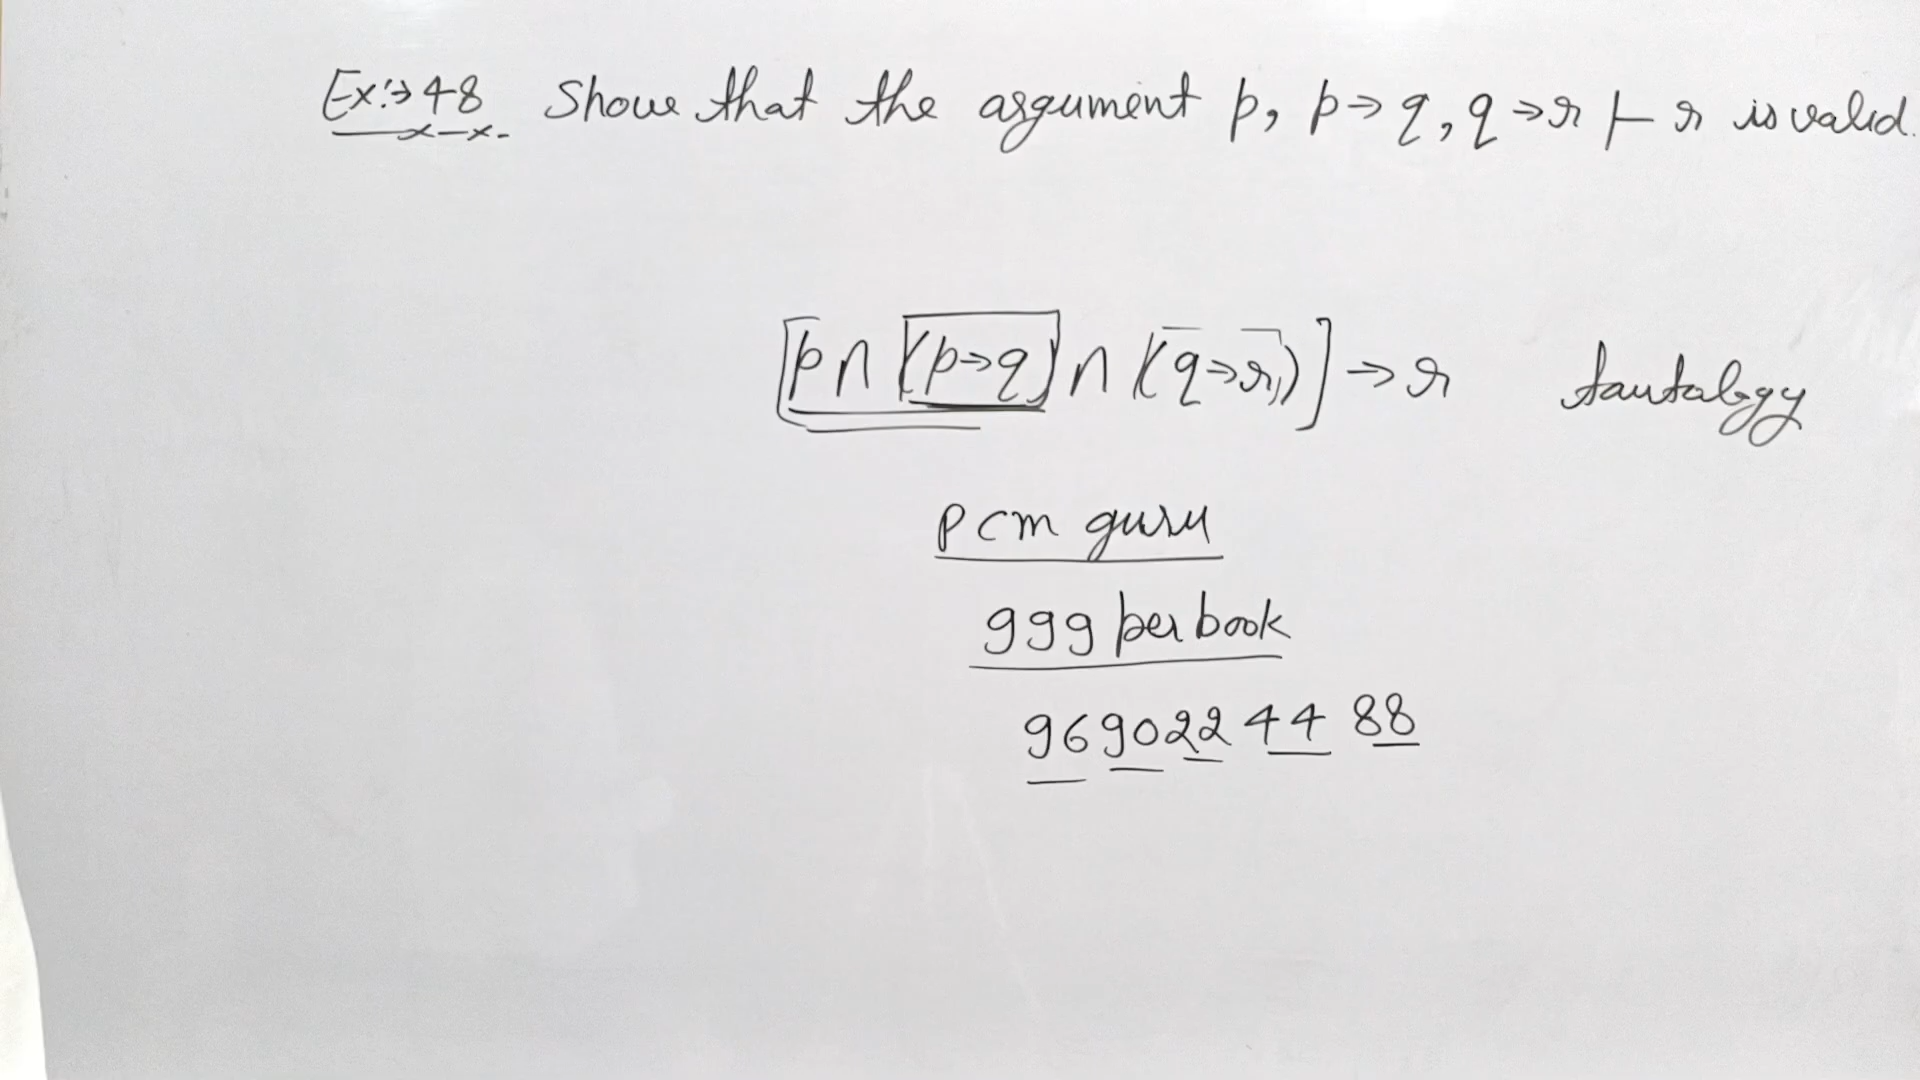 Ex:→ 48 Show that the argument p, p→q, q→r ⊢ r is valid.
[p∩(p→q)∩(q→r)]→r tautology
PCM guru
999 per book
9690224488